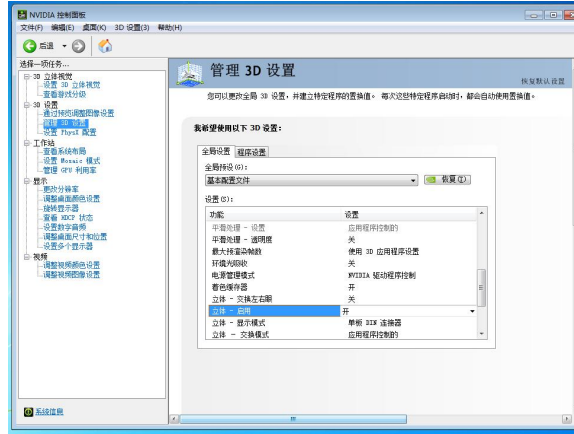 NVIDIA 控制面板
文件(F) 编辑(E) 桌面(K) 3D 设置(3) 帮助(H)
后退
选择一项任务...
3D 立体视觉
设置 3D 立体视觉
查看游戏分级
3D 设置
通过预览调整图像设置
管理 3D 设置
设置 PhysX 配置
工作站
查看系统布局
设置 Mosaic 模式
管理 GPU 利用率
显示
更改分辨率
调整桌面颜色设置
旋转显示器
查看 HDCP 状态
设置数字音频
调整桌面尺寸和位置
设置多个显示器
视频
调整视频颜色设置
调整视频图像设置
系统信息
管理 3D 设置
恢复默认设置
您可以更改全局 3D 设置，并建立特定程序的置换值。 每次这些特定程序启动时，都会自动使用置换值。
我希望使用以下 3D 设置：
全局设置 程序设置
全局预设(G)：
基本配置文件 恢复(T)
设置(S)：
功能 设置
平滑处理 - 设置 应用程序控制的
平滑处理 - 透明度 关
最大预渲染帧数 使用 3D 应用程序设置
环境光吸收 关
电源管理模式 NVIDIA 驱动程序控制
着色缓存器 开
立体 - 交换左右眼 关
立体 - 启用 开
立体 - 显示模式 单板 DIN 连接器
立体 - 交换模式 应用程序控制的